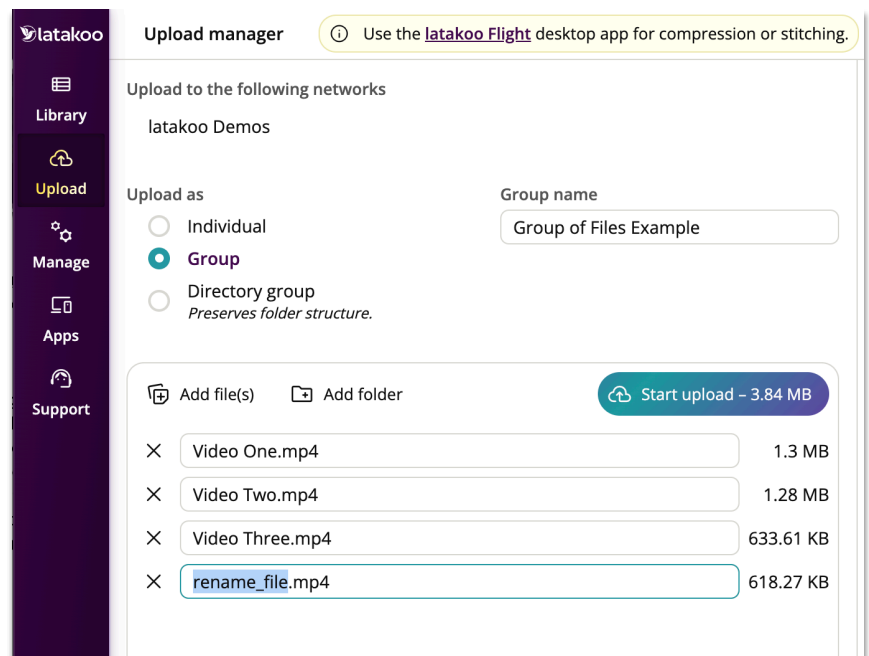 latakoo
Upload manager
Use the latakoo Flight desktop app for compression or stitching.
Library
Upload
Manage
Apps
Support
Upload to the following networks
latakoo Demos
Upload as
Individual
Group
Directory group
Preserves folder structure.
Group name
Group of Files Example
Add file(s)
Add folder
Start upload – 3.84 MB
Video One.mp4 1.3 MB
Video Two.mp4 1.28 MB
Video Three.mp4 633.61 KB
rename_file.mp4 618.27 KB